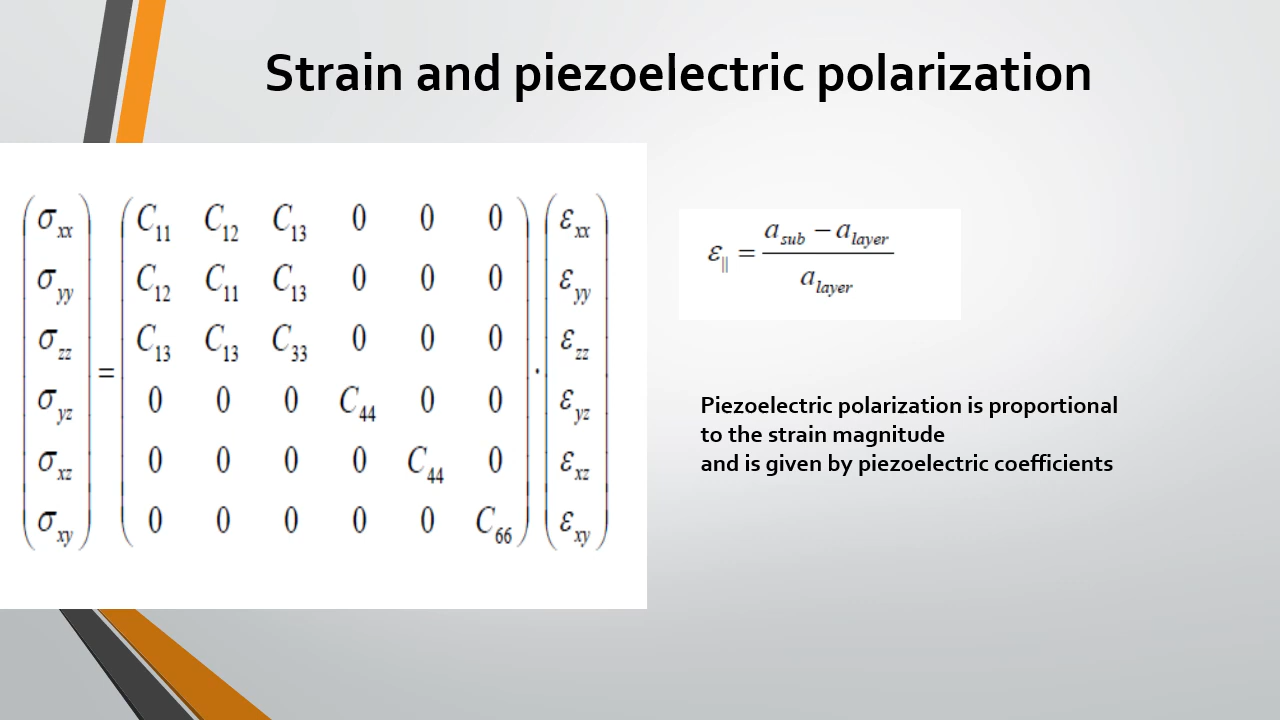 Strain and piezoelectric polarization
σxx C11 C12 C13 0 0 0 εxx
σyy C12 C11 C13 0 0 0 εyy
σzz C13 C13 C33 0 0 0 εzz
=
·
σyz 0 0 0 C44 0 0 εyz
σxz 0 0 0 0 C44 0 εxz
σxy 0 0 0 0 0 C66 εxy
ε|| = (asub − alayer) / alayer
Piezoelectric polarization is proportional
to the strain magnitude
and is given by piezoelectric coefficients